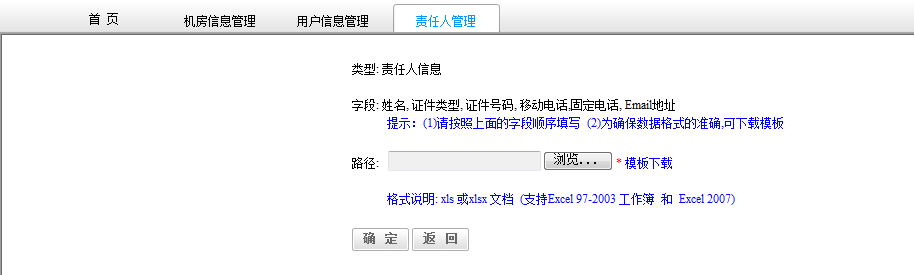 首 页 机房信息管理 用户信息管理 责任人管理
类型: 责任人信息
字段: 姓名, 证件类型, 证件号码, 移动电话,固定电话, Email地址
提示：(1)请按照上面的字段顺序填写 (2)为确保数据格式的准确,可下载模板
路径: 浏览... * 模板下载
格式说明: xls 或xlsx 文档 (支持Excel 97-2003 工作簿 和 Excel 2007)
确 定 返 回